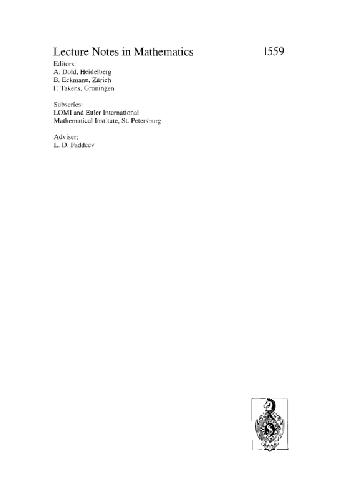 Lecture Notes in Mathematics 1559
Editors:
A. Dold, Heidelberg
B. Eckmann, Zürich
F. Takens, Groningen
Subseries:
LOMI and Euler International
Mathematical Institute, St. Petersburg
Adviser:
L. D. Faddeev